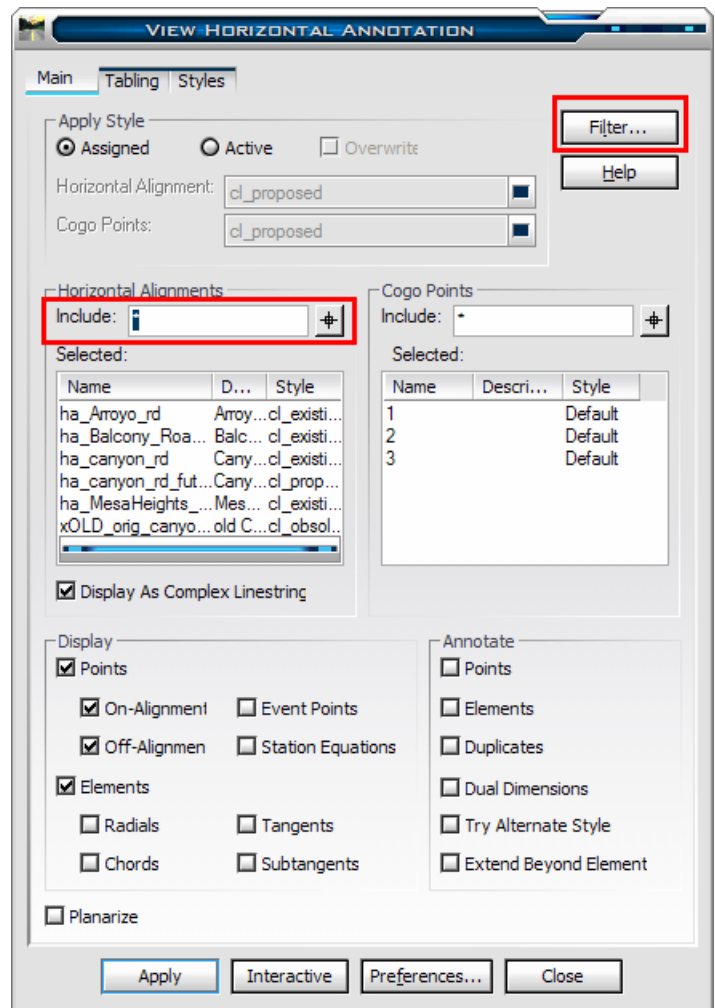 VIEW HORIZONTAL ANNOTATION
Main Tabling Styles
Apply Style
Assigned Active Overwrite
Filter...
Help
Horizontal Alignment: cl_proposed
Cogo Points: cl_proposed
Horizontal Alignments Cogo Points
Include: * Include: *
Selected: Selected:
Name D... Style Name Descri... Style
ha_Arroyo_rd Arroy...cl_existi... 1 Default
ha_Balcony_Roa... Balc... cl_existi... 2 Default
ha_canyon_rd Cany...cl_existi... 3 Default
ha_canyon_rd_fut...Cany...cl_prop...
ha_MesaHeights_...Mes... cl_existi...
xOLD_orig_canyo...old C...cl_obsol...
Display As Complex Linestring
Display Annotate
Points Points
On-Alignment Event Points Elements
Off-Alignmen Station Equations Duplicates
Elements Dual Dimensions
Radials Tangents Try Alternate Style
Chords Subtangents Extend Beyond Element
Planarize
Apply Interactive Preferences... Close